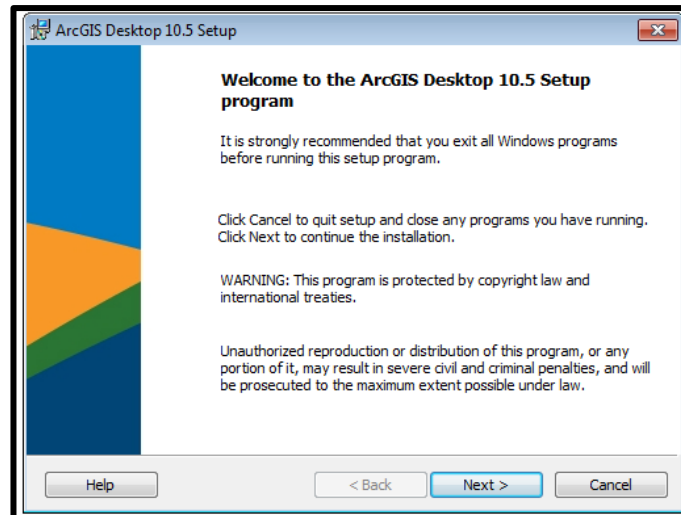 ArcGIS Desktop 10.5 Setup
Welcome to the ArcGIS Desktop 10.5 Setup
program
It is strongly recommended that you exit all Windows programs
before running this setup program.
Click Cancel to quit setup and close any programs you have running.
Click Next to continue the installation.
WARNING: This program is protected by copyright law and
international treaties.
Unauthorized reproduction or distribution of this program, or any
portion of it, may result in severe civil and criminal penalties, and will
be prosecuted to the maximum extent possible under law.
Help < Back Next > Cancel